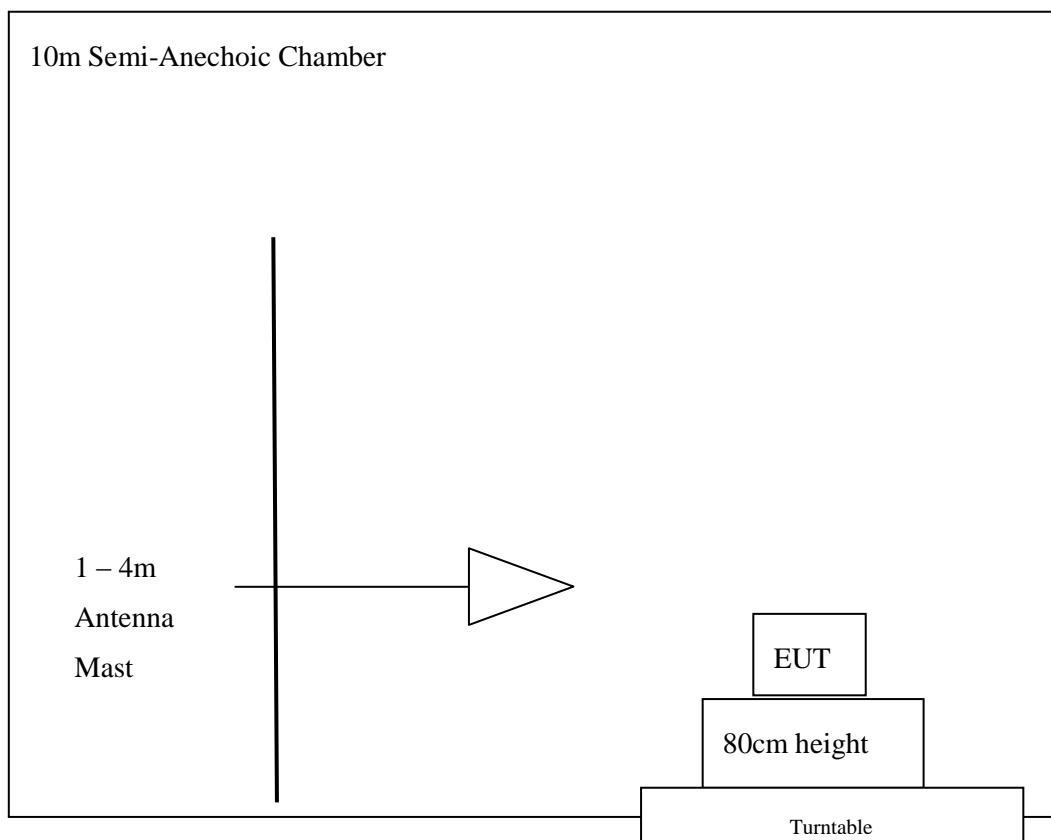 10m Semi-Anechoic Chamber
1 – 4m
Antenna
Mast
EUT
80cm height
Turntable